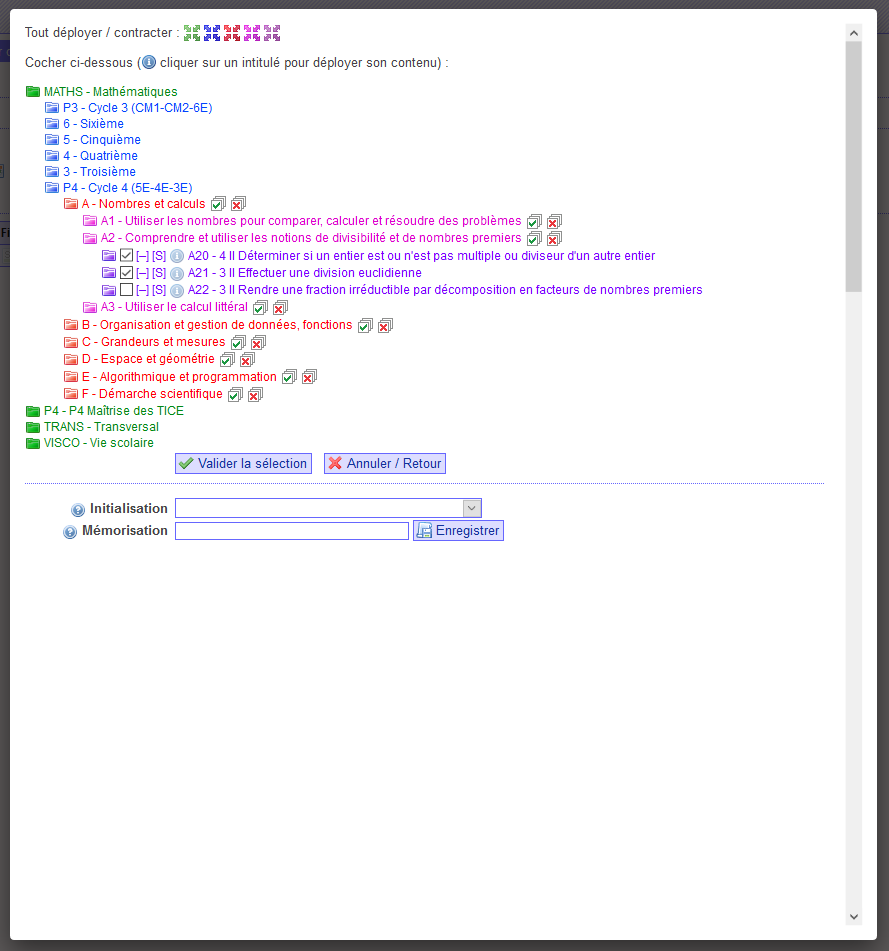 Tout déployer / contracter :
Cocher ci-dessous ( cliquer sur un intitulé pour déployer son contenu) :
MATHS - Mathématiques
P3 - Cycle 3 (CM1-CM2-6E)
6 - Sixième
5 - Cinquième
4 - Quatrième
3 - Troisième
P4 - Cycle 4 (5E-4E-3E)
A - Nombres et calculs
A1 - Utiliser les nombres pour comparer, calculer et résoudre des problèmes
A2 - Comprendre et utiliser les notions de divisibilité et de nombres premiers
[–] [S] A20 - 4 II Déterminer si un entier est ou n'est pas multiple ou diviseur d'un autre entier
[–] [S] A21 - 3 II Effectuer une division euclidienne
[–] [S] A22 - 3 II Rendre une fraction irréductible par décomposition en facteurs de nombres premiers
A3 - Utiliser le calcul littéral
B - Organisation et gestion de données, fonctions
C - Grandeurs et mesures
D - Espace et géométrie
E - Algorithmique et programmation
F - Démarche scientifique
P4 - P4 Maîtrise des TICE
TRANS - Transversal
VISCO - Vie scolaire
Valider la sélection Annuler / Retour
Initialisation
Mémorisation Enregistrer